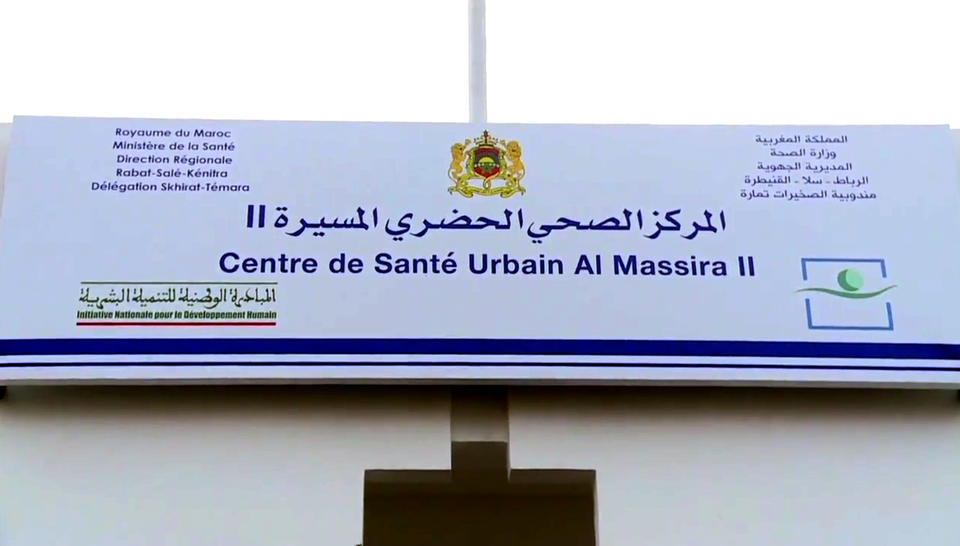 Royaume du Maroc
Ministère de la Santé
Direction Régionale
Rabat-Salé-Kénitra
Délégation Skhirat-Témara
المملكة المغربية
وزارة الصحة
المديرية الجهوية
الرباط - سلا - القنيطرة
مندوبية الصخيرات تمارة
المركز الصحي الحضري المسيرة II
Centre de Santé Urbain Al Massira II
المبادرة الوطنية للتنمية البشرية
Initiative Nationale pour le Développement Humain